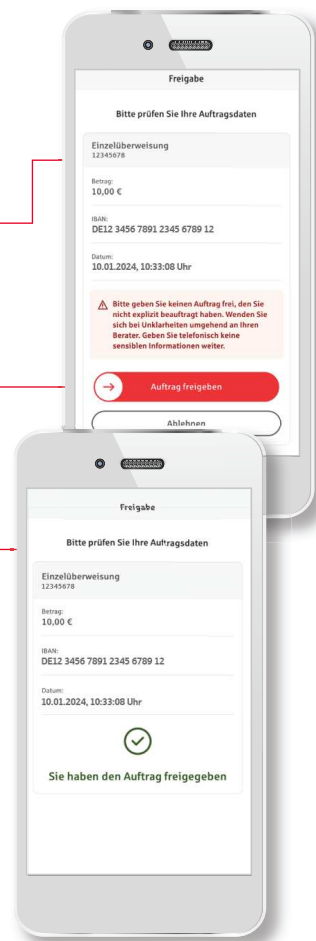 Freigabe
Bitte prüfen Sie Ihre Auftragsdaten
Einzelüberweisung
12345678
Betrag:
10,00 €
IBAN:
DE12 3456 7891 2345 6789 12
Datum:
10.01.2024, 10:33:08 Uhr
Bitte geben Sie keinen Auftrag frei, den Sie
nicht explizit beauftragt haben. Wenden Sie
sich bei Unklarheiten umgehend an Ihren
Berater. Geben Sie telefonisch keine
sensiblen Informationen weiter.
Auftrag freigeben
Ablehnen
Freigabe
Bitte prüfen Sie Ihre Auftragsdaten
Einzelüberweisung
12345678
Betrag:
10,00 €
IBAN:
DE12 3456 7891 2345 6789 12
Datum:
10.01.2024, 10:33:08 Uhr
Sie haben den Auftrag freigegeben